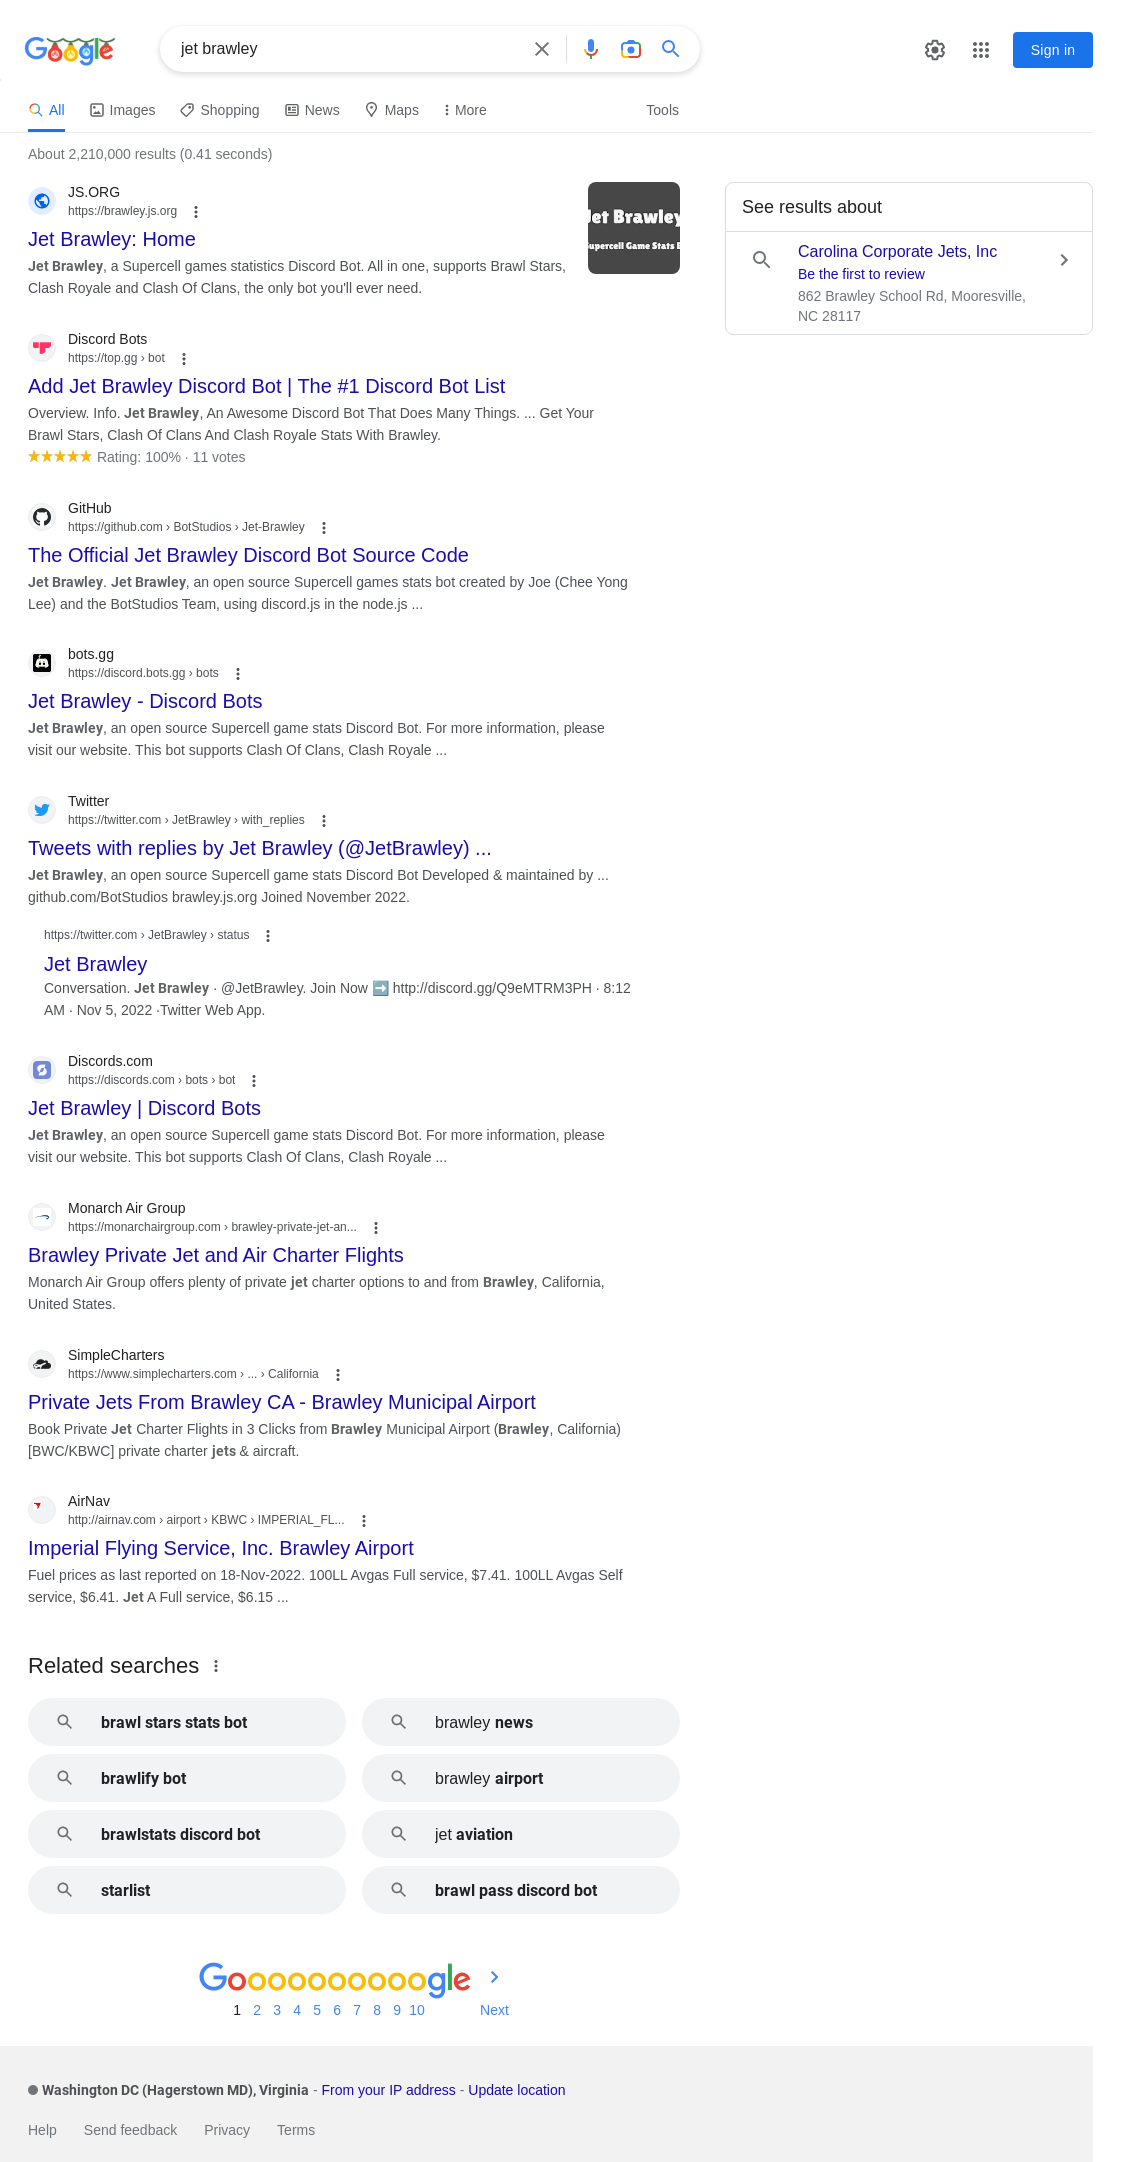 Google
jet brawley
Sign in
All
Images
Shopping
News
Maps
More
Tools
About 2,210,000 results (0.41 seconds)
JS.ORG
https://brawley.js.org
Jet Brawley: Home
Jet Brawley, a Supercell games statistics Discord Bot. All in one, supports Brawl Stars,
Clash Royale and Clash Of Clans, the only bot you'll ever need.
Jet Brawley
Supercell Game Stats B
See results about
Carolina Corporate Jets, Inc
Be the first to review
862 Brawley School Rd, Mooresville,
NC 28117
Discord Bots
https://top.gg › bot
Add Jet Brawley Discord Bot | The #1 Discord Bot List
Overview. Info. Jet Brawley, An Awesome Discord Bot That Does Many Things. ... Get Your
Brawl Stars, Clash Of Clans And Clash Royale Stats With Brawley.
Rating: 100% · 11 votes
GitHub
https://github.com › BotStudios › Jet-Brawley
The Official Jet Brawley Discord Bot Source Code
Jet Brawley. Jet Brawley, an open source Supercell games stats bot created by Joe (Chee Yong
Lee) and the BotStudios Team, using discord.js in the node.js ...
bots.gg
https://discord.bots.gg › bots
Jet Brawley - Discord Bots
Jet Brawley, an open source Supercell game stats Discord Bot. For more information, please
visit our website. This bot supports Clash Of Clans, Clash Royale ...
Twitter
https://twitter.com › JetBrawley › with_replies
Tweets with replies by Jet Brawley (@JetBrawley) ...
Jet Brawley, an open source Supercell game stats Discord Bot Developed & maintained by ...
github.com/BotStudios brawley.js.org Joined November 2022.
https://twitter.com › JetBrawley › status
Jet Brawley
Conversation. Jet Brawley · @JetBrawley. Join Now ➡️ http://discord.gg/Q9eMTRM3PH · 8:12
AM · Nov 5, 2022 ·Twitter Web App.
Discords.com
https://discords.com › bots › bot
Jet Brawley | Discord Bots
Jet Brawley, an open source Supercell game stats Discord Bot. For more information, please
visit our website. This bot supports Clash Of Clans, Clash Royale ...
Monarch Air Group
https://monarchairgroup.com › brawley-private-jet-an...
Brawley Private Jet and Air Charter Flights
Monarch Air Group offers plenty of private jet charter options to and from Brawley, California,
United States.
SimpleCharters
https://www.simplecharters.com › ... › California
Private Jets From Brawley CA - Brawley Municipal Airport
Book Private Jet Charter Flights in 3 Clicks from Brawley Municipal Airport (Brawley, California)
[BWC/KBWC] private charter jets & aircraft.
AirNav
http://airnav.com › airport › KBWC › IMPERIAL_FL...
Imperial Flying Service, Inc. Brawley Airport
Fuel prices as last reported on 18-Nov-2022. 100LL Avgas Full service, $7.41. 100LL Avgas Self
service, $6.41. Jet A Full service, $6.15 ...
Related searches
brawl stars stats bot
brawley news
brawlify bot
brawley airport
brawlstats discord bot
jet aviation
starlist
brawl pass discord bot
Goooooooooogle
1 2 3 4 5 6 7 8 9 10 Next
Washington DC (Hagerstown MD), Virginia - From your IP address - Update location
Help Send feedback Privacy Terms